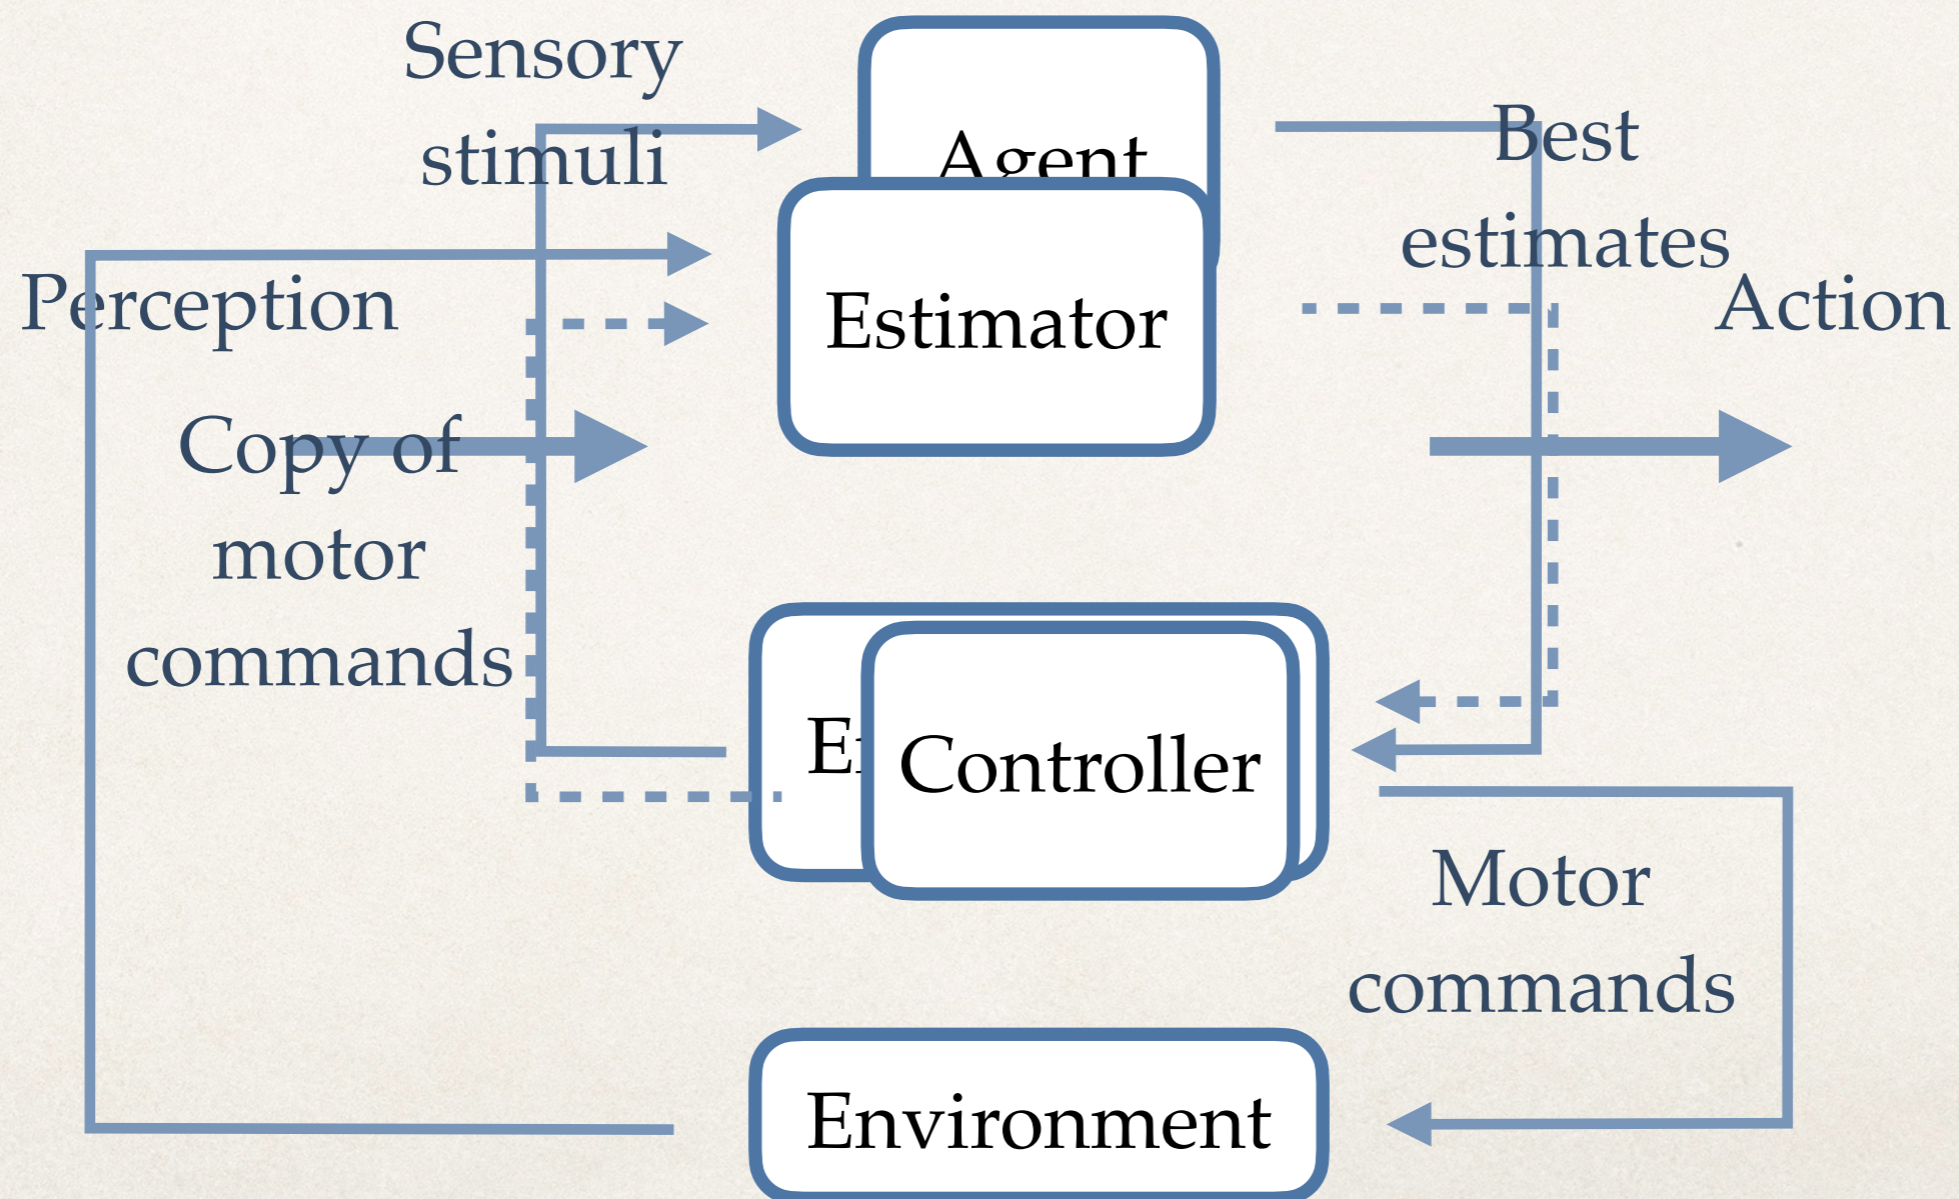 Sensory
stimuli
Agent
Best
estimates
Perception
Estimator
Action
Copy of
motor
commands
Controller
Motor
commands
Environment